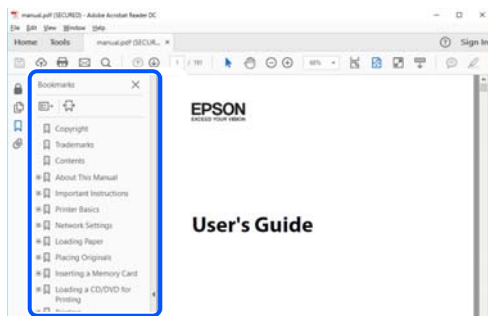 manual.pdf (SECURED) - Adobe Acrobat Reader DC
File Edit View Window Help
Home Tools manual.pdf (SECUR... × Sign In
1 / 191
Bookmarks
Copyright
Trademarks
Contents
About This Manual
Important Instructions
Printer Basics
Network Settings
Loading Paper
Placing Originals
Inserting a Memory Card
Loading a CD/DVD for
Printing
EPSON
EXCEED YOUR VISION
User's Guide